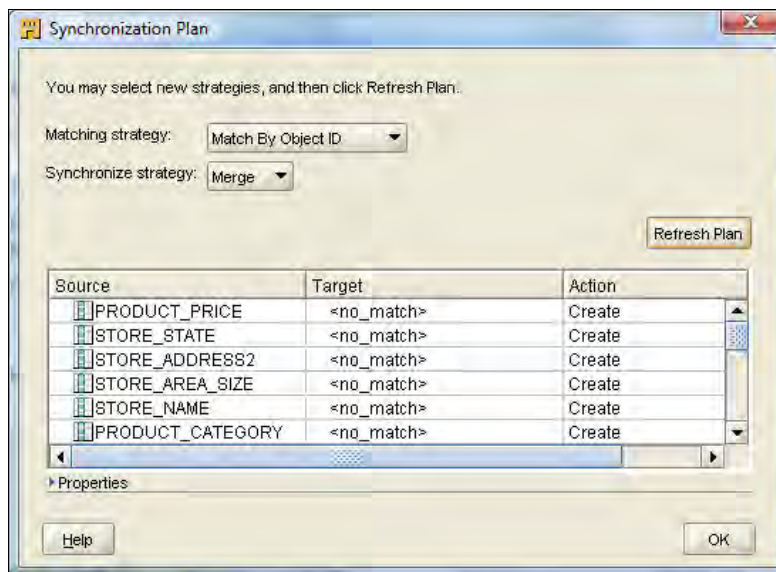 Synchronization Plan
You may select new strategies, and then click Refresh Plan.
Matching strategy: Match By Object ID
Synchronize strategy: Merge
Refresh Plan
Source Target Action
PRODUCT_PRICE <no_match> Create
STORE_STATE <no_match> Create
STORE_ADDRESS2 <no_match> Create
STORE_AREA_SIZE <no_match> Create
STORE_NAME <no_match> Create
PRODUCT_CATEGORY <no_match> Create
Properties
Help OK